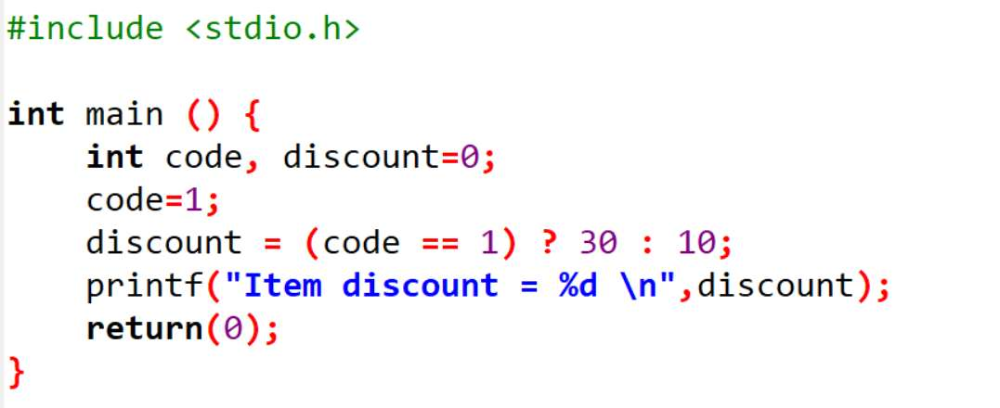 #include <stdio.h>
int main () {
int code, discount=0;
code=1;
discount = (code == 1) ? 30 : 10;
printf("Item discount = %d \n",discount);
return(0);
}